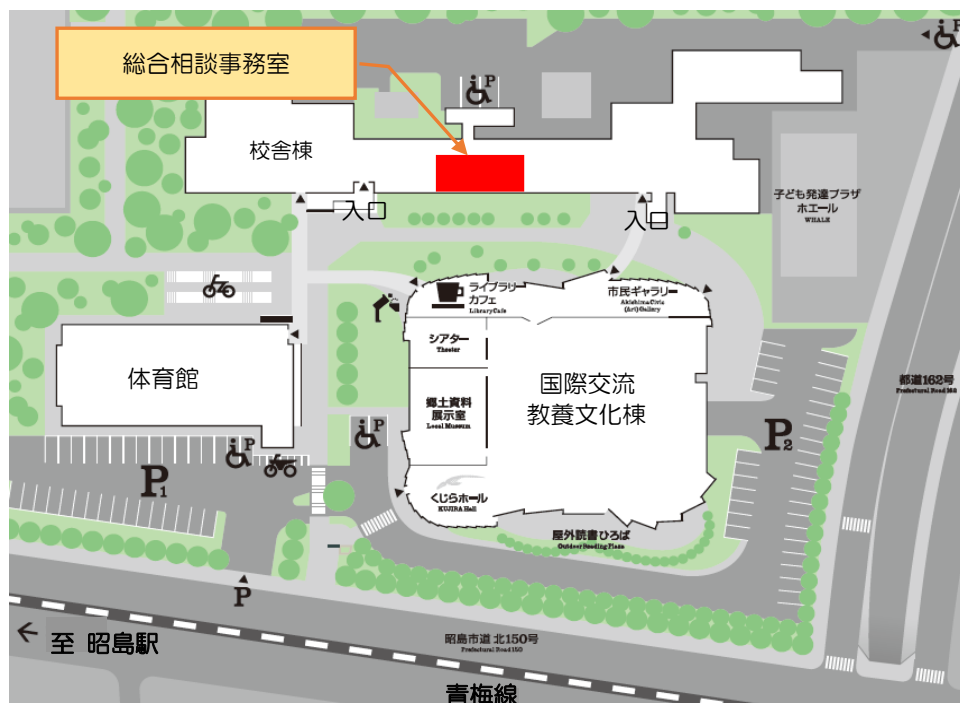 総合相談事務室
P
P
校舎棟
入口
入口
子ども発達プラザ
ホエール
WHALE
ライブラリ
カフェ
Library Cafe
市民ギャラリー
Akishima Civic
(Art) Gallery
シアター
Theater
体育館
国際交流
教養文化棟
郷土資料
展示室
Local Museum
都道162号
Prefectural Road 162
P
P
P1
P2
くじらホール
KUJIRA Hall
屋外読書ひろば
Outdoor Reading Plaza
P
至 昭島駅
昭島市道 北150号
Prefectural Road 150
青梅線